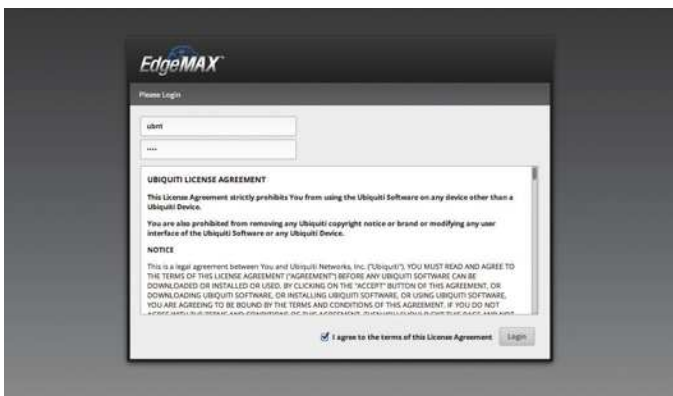 EdgeMAX™
Please Login
ubnt
••••
UBIQUITI LICENSE AGREEMENT
This License Agreement strictly prohibits You from using the Ubiquiti Software on any device other than a
Ubiquiti Device.
You are also prohibited from removing any Ubiquiti copyright notice or brand or modifying any user
interface of the Ubiquiti Software or any Ubiquiti Device.
NOTICE
This is a legal agreement between You and Ubiquiti Networks, Inc. ("Ubiquiti"). YOU MUST READ AND AGREE TO
THE TERMS OF THIS LICENSE AGREEMENT ("AGREEMENT") BEFORE ANY UBIQUITI SOFTWARE CAN BE
DOWNLOADED OR INSTALLED OR USED. BY CLICKING ON THE "ACCEPT" BUTTON OF THIS AGREEMENT, OR
DOWNLOADING UBIQUITI SOFTWARE, OR INSTALLING UBIQUITI SOFTWARE, OR USING UBIQUITI SOFTWARE,
YOU ARE AGREEING TO BE BOUND BY THE TERMS AND CONDITIONS OF THIS AGREEMENT. IF YOU DO NOT
I agree to the terms of this License Agreement Login